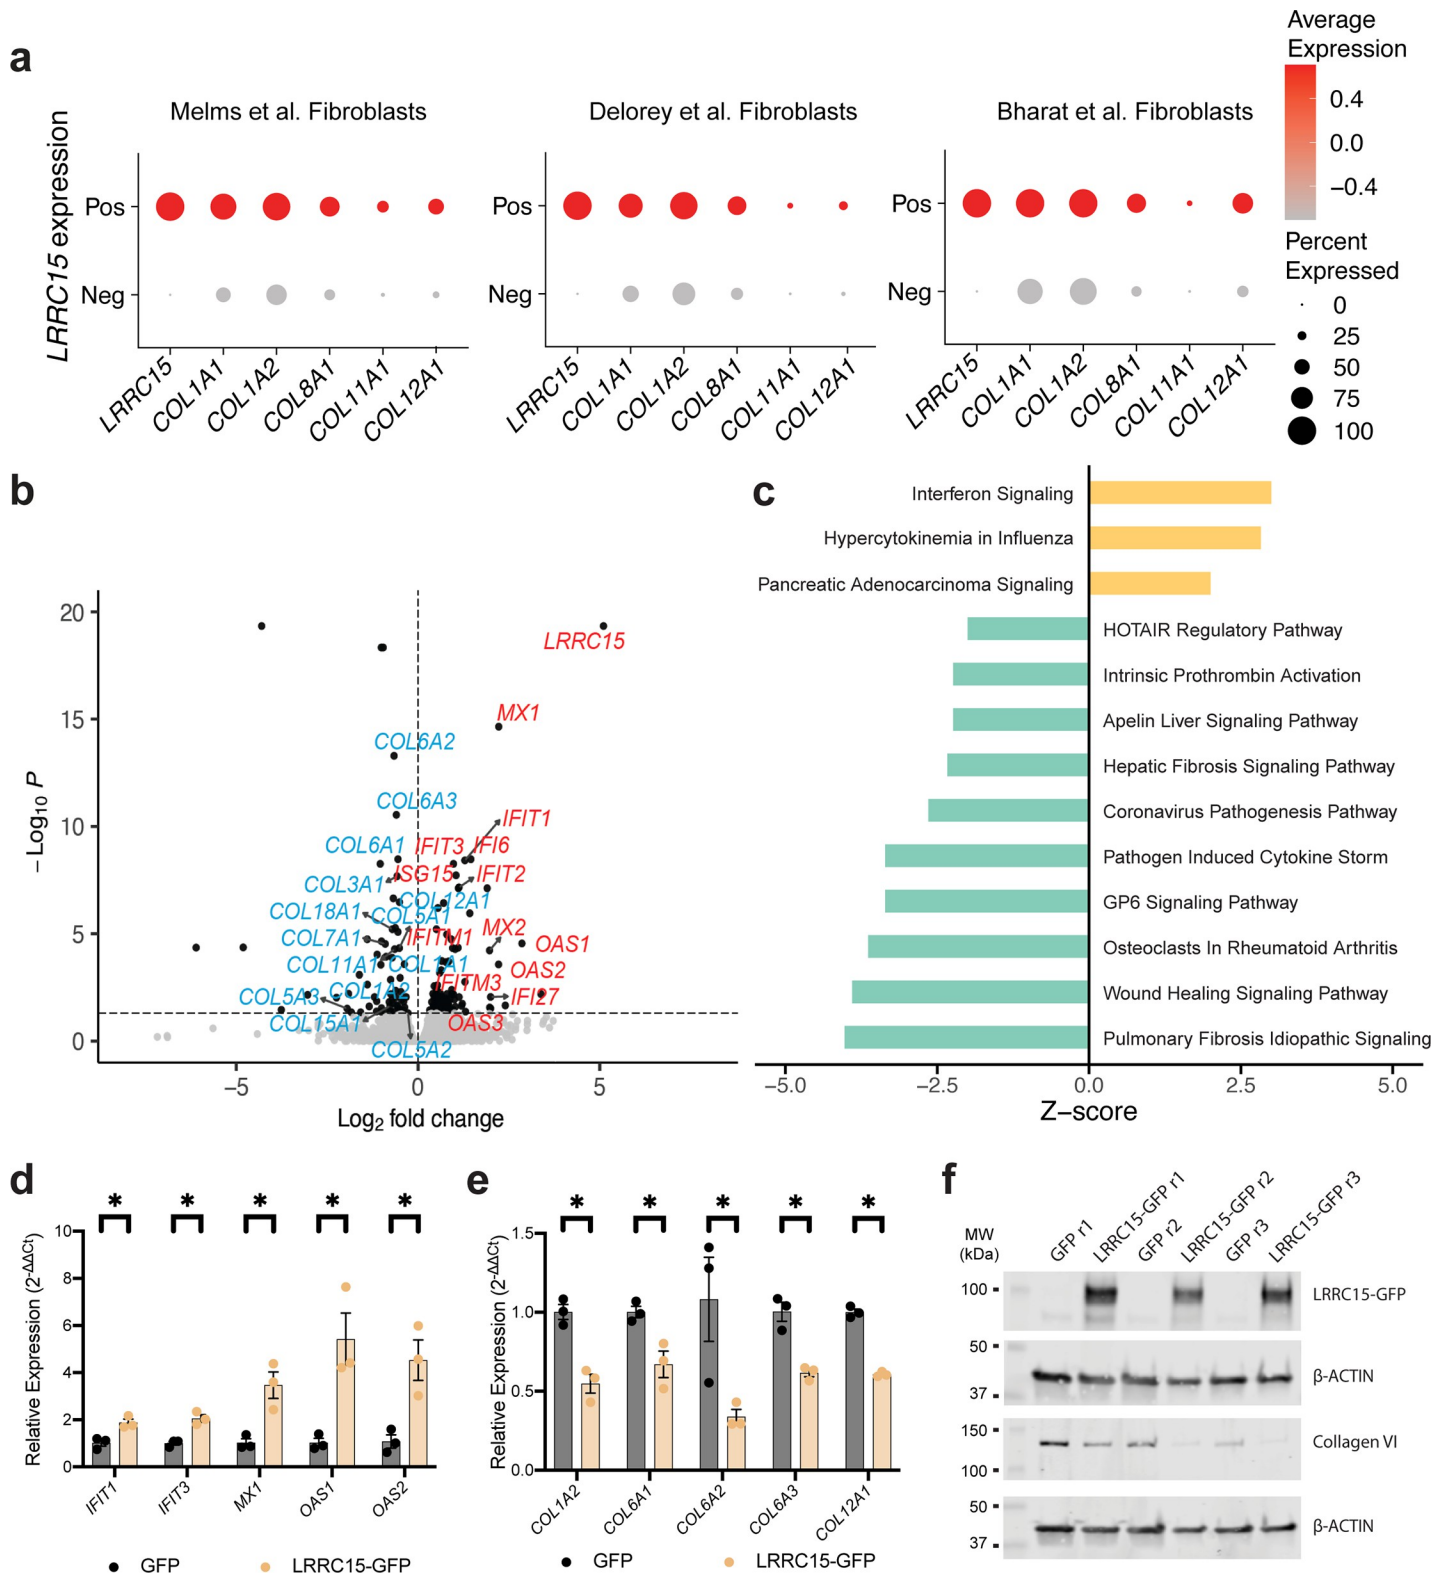 a
Average
Expression
0.4
0.0
−0.4
Percent
Expressed
0
25
50
75
100
LRRC15 expression
Melms et al. Fibroblasts
Pos
Neg
LRRC15
COL1A1
COL1A2
COL8A1
COL11A1
COL12A1
Delorey et al. Fibroblasts
Pos
Neg
LRRC15
COL1A1
COL1A2
COL8A1
COL11A1
COL12A1
Bharat et al. Fibroblasts
Pos
Neg
LRRC15
COL1A1
COL1A2
COL8A1
COL11A1
COL12A1
b
−Log10 P
20
15
10
5
0
LRRC15
MX1
COL6A2
COL6A3
IFIT1
COL6A1
IFIT3
IFI6
ISG15
IFIT2
COL3A1
COL12A1
COL18A1
COL5A1
MX2
COL7A1
IFITM1
OAS1
COL11A1
COL1A1
OAS2
IFITM3
COL5A3
COL1A2
IFI27
COL15A1
OAS3
COL5A2
−5
0
5
Log2 fold change
c
Interferon Signaling
Hypercytokinemia in Influenza
Pancreatic Adenocarcinoma Signaling
HOTAIR Regulatory Pathway
Intrinsic Prothrombin Activation
Apelin Liver Signaling Pathway
Hepatic Fibrosis Signaling Pathway
Coronavirus Pathogenesis Pathway
Pathogen Induced Cytokine Storm
GP6 Signaling Pathway
Osteoclasts In Rheumatoid Arthritis
Wound Healing Signaling Pathway
Pulmonary Fibrosis Idiopathic Signaling
−5.0
−2.5
0.0
2.5
5.0
Z−score
d
Relative Expression (2-ΔΔCt)
10
8
6
4
2
0
* * * * *
IFIT1
IFIT3
MX1
OAS1
OAS2
GFP
LRRC15-GFP
e
Relative Expression (2-ΔΔCt)
1.5
1.0
0.5
0.0
* * * * *
COL1A2
COL6A1
COL6A2
COL6A3
COL12A1
GFP
LRRC15-GFP
f
MW
(kDa)
GFP r1
LRRC15-GFP r1
GFP r2
LRRC15-GFP r2
GFP r3
LRRC15-GFP r3
100
LRRC15-GFP
50
β-ACTIN
37
150
Collagen VI
100
50
β-ACTIN
37